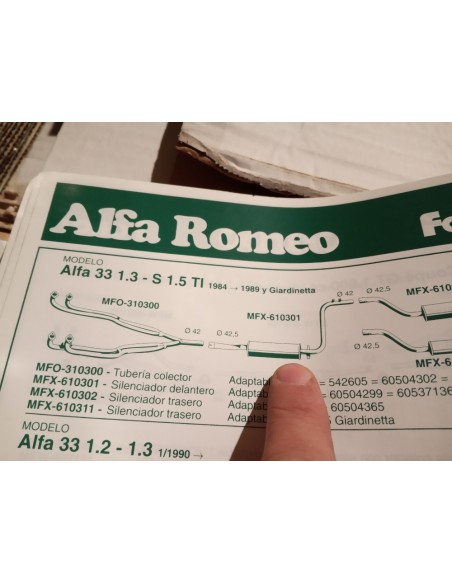 Alfa Romeo Fo
MODELO
Alfa 33 1.3 - S 1.5 TI 1984 → 1989 y Giardinetta
MFO-310300
Ø 42
Ø 42,5
MFX-610301
Ø 42
Ø 42,5
MFX-610
Ø 42,5
MFX-6
MFO-310300 - Tubería colector
MFX-610301 - Silenciador delantero Adaptab = 542605 = 60504302 =
MFX-610302 - Silenciador trasero Adaptab = 60504299 = 6053713
MFX-610311 - Silenciador trasero Adaptab 60504365
Adaptab S Giardinetta
MODELO
Alfa 33 1.2 - 1.3 1/1990 →